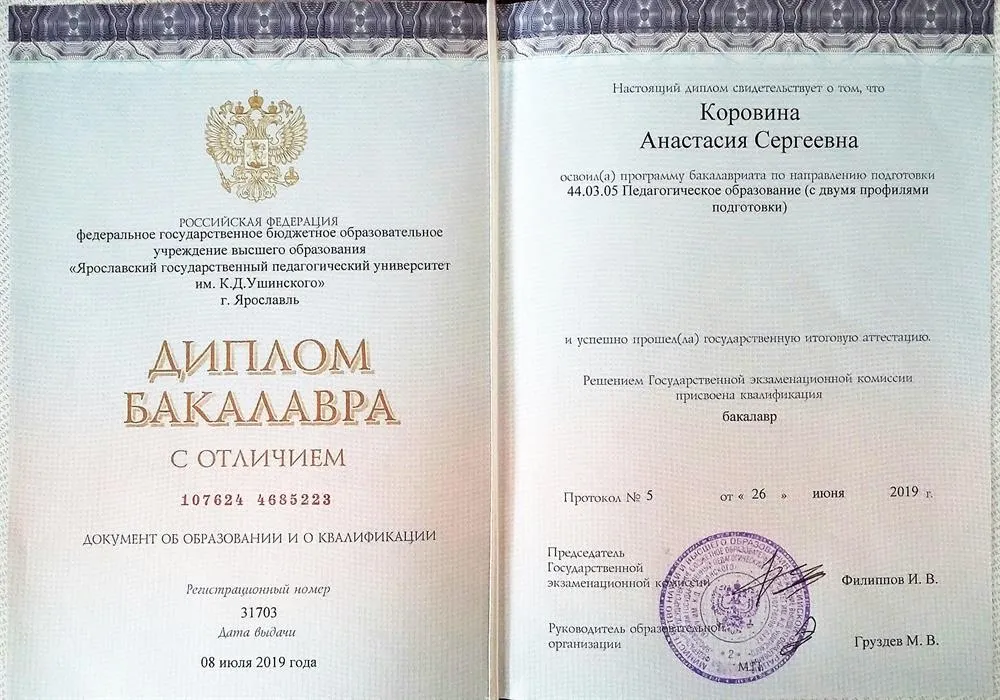 РОССИЙСКАЯ ФЕДЕРАЦИЯ
федеральное государственное бюджетное образовательное
учреждение высшего образования
«Ярославский государственный педагогический университет
им. К.Д.Ушинского»
г. Ярославль
ДИПЛОМ
БАКАЛАВРА
С ОТЛИЧИЕМ
107624 4685223
ДОКУМЕНТ ОБ ОБРАЗОВАНИИ И О КВАЛИФИКАЦИИ
Регистрационный номер
31703
Дата выдачи
08 июля 2019 года
Настоящий диплом свидетельствует о том, что
Коровина
Анастасия Сергеевна
освоил(а) программу бакалавриата по направлению подготовки
44.03.05 Педагогическое образование (с двумя профилями
подготовки)
и успешно прошел(ла) государственную итоговую аттестацию.
Решением Государственной экзаменационной комиссии
присвоена квалификация
бакалавр
Протокол № 5 от « 26 » июня 2019 г.
Председатель
Государственной
экзаменационной комиссии
Филиппов И. В.
Руководитель образовательной
организации
Груздев М. В.
М.П.